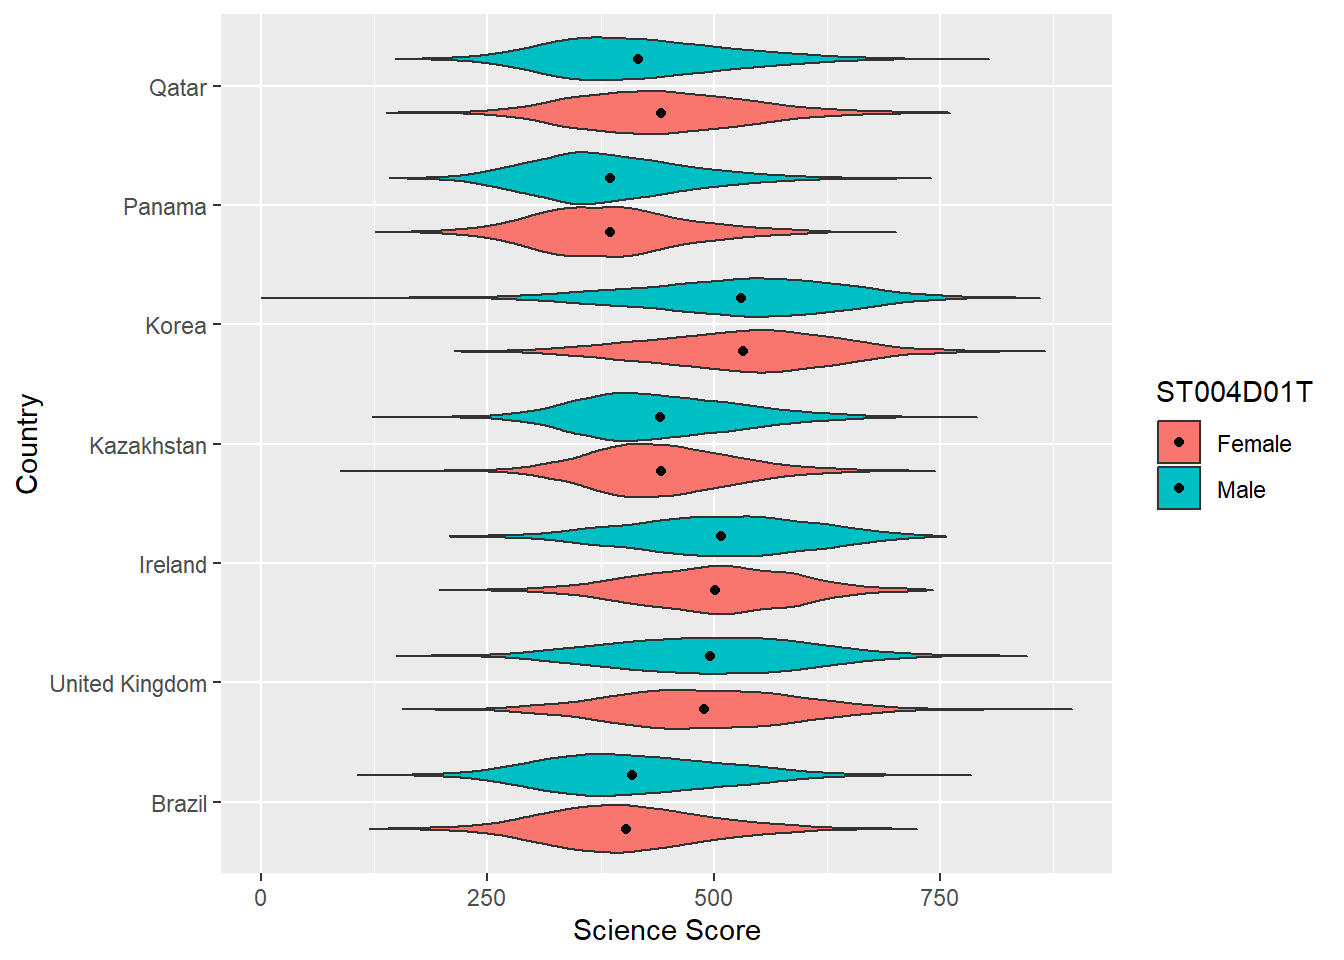 Qatar
Panama
Korea
Kazakhstan
Ireland
United Kingdom
Brazil
Country
0 250 500 750
Science Score
ST004D01T
Female
Male